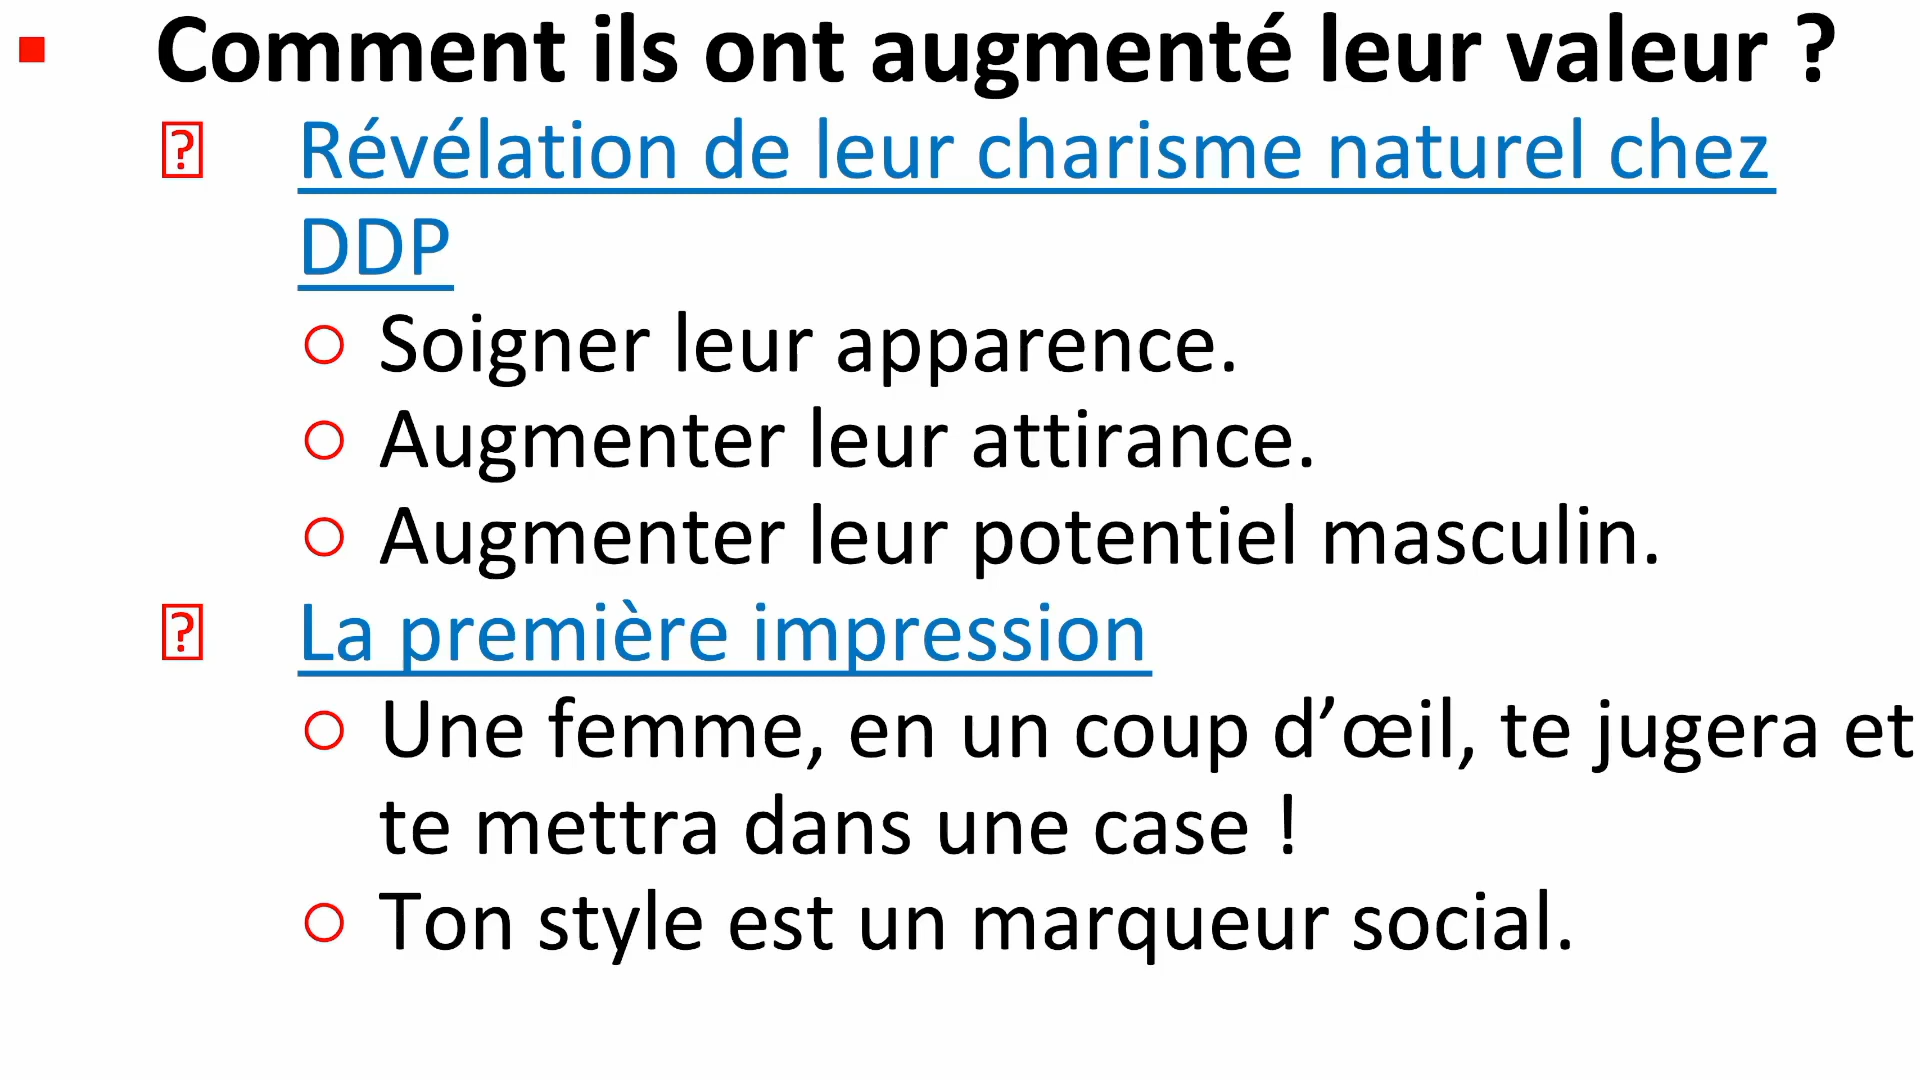 ▪ Comment ils ont augmenté leur valeur ?
Révélation de leur charisme naturel chez
DDP
○ Soigner leur apparence.
○ Augmenter leur attirance.
○ Augmenter leur potentiel masculin.
La première impression
○ Une femme, en un coup d’œil, te jugera et
te mettra dans une case !
○ Ton style est un marqueur social.